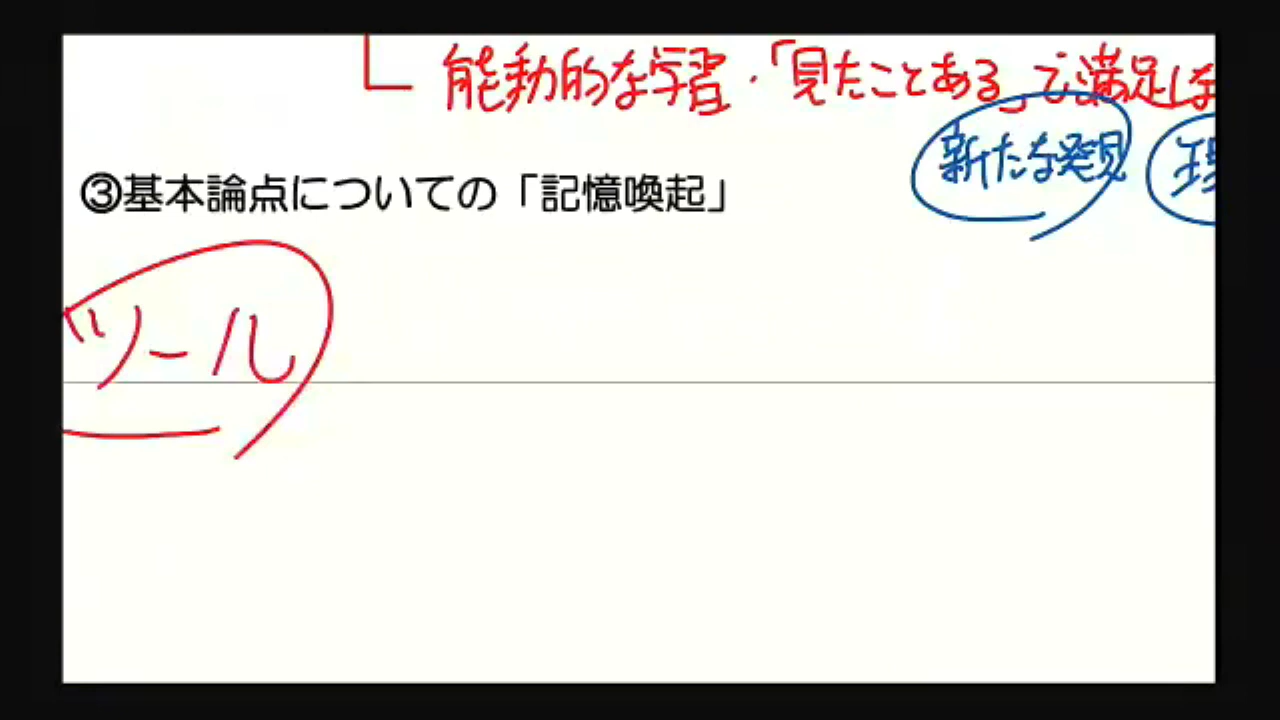 能動的な学習・「見たことある」で満足しな
新たな発見 現
③基本論点についての「記憶喚起」
ツール